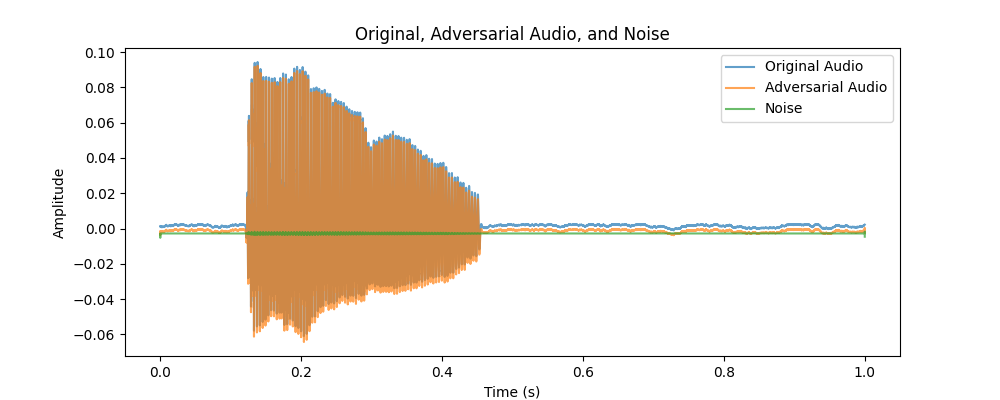 Original, Adversarial Audio, and Noise
Original Audio
Adversarial Audio
Noise
0.10
0.08
0.06
0.04
0.02
0.00
−0.02
−0.04
−0.06
Amplitude
0.0 0.2 0.4 0.6 0.8 1.0
Time (s)